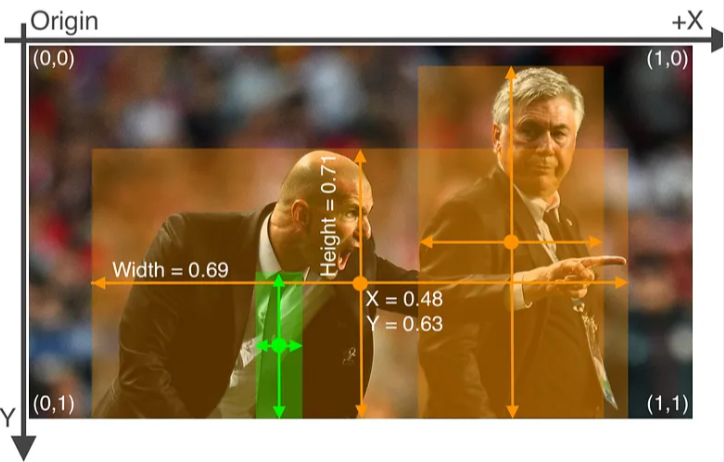 Origin
+X
(0,0)
(1,0)
Height = 0.71
Width = 0.69
X = 0.48
Y = 0.63
(0,1)
(1,1)
Y